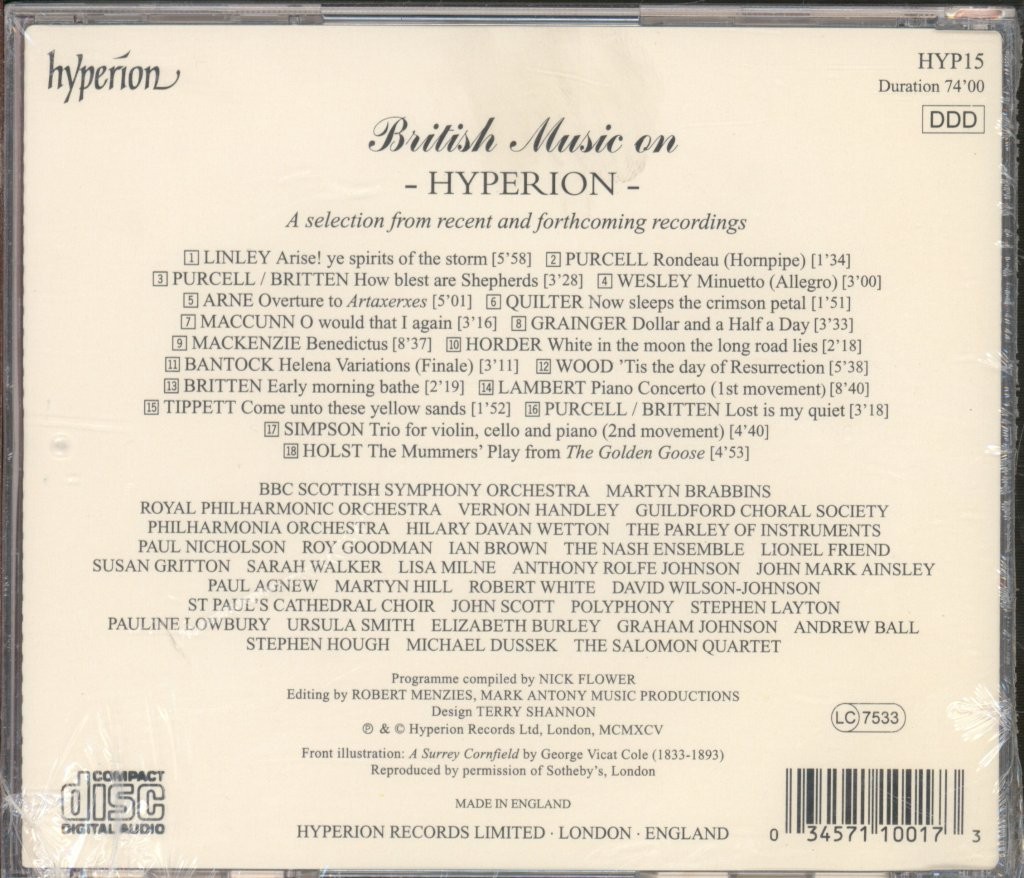 hyperion
HYP15
Duration 74'00
DDD
British Music on
- HYPERION -
A selection from recent and forthcoming recordings
1 LINLEY Arise! ye spirits of the storm [5'58] 2 PURCELL Rondeau (Hornpipe) [1'34]
3 PURCELL / BRITTEN How blest are Shepherds [3'28] 4 WESLEY Minuetto (Allegro) [3'00]
5 ARNE Overture to Artaxerxes [5'01] 6 QUILTER Now sleeps the crimson petal [1'51]
7 MACCUNN O would that I again [3'16] 8 GRAINGER Dollar and a Half a Day [3'33]
9 MACKENZIE Benedictus [8'37] 10 HORDER White in the moon the long road lies [2'18]
11 BANTOCK Helena Variations (Finale) [3'11] 12 WOOD 'Tis the day of Resurrection [5'38]
13 BRITTEN Early morning bathe [2'19] 14 LAMBERT Piano Concerto (1st movement) [8'40]
15 TIPPETT Come unto these yellow sands [1'52] 16 PURCELL / BRITTEN Lost is my quiet [3'18]
17 SIMPSON Trio for violin, cello and piano (2nd movement) [4'40]
18 HOLST The Mummers' Play from The Golden Goose [4'53]
BBC SCOTTISH SYMPHONY ORCHESTRA MARTYN BRABBINS
ROYAL PHILHARMONIC ORCHESTRA VERNON HANDLEY GUILDFORD CHORAL SOCIETY
PHILHARMONIA ORCHESTRA HILARY DAVAN WETTON THE PARLEY OF INSTRUMENTS
PAUL NICHOLSON ROY GOODMAN IAN BROWN THE NASH ENSEMBLE LIONEL FRIEND
SUSAN GRITTON SARAH WALKER LISA MILNE ANTHONY ROLFE JOHNSON JOHN MARK AINSLEY
PAUL AGNEW MARTYN HILL ROBERT WHITE DAVID WILSON-JOHNSON
ST PAUL'S CATHEDRAL CHOIR JOHN SCOTT POLYPHONY STEPHEN LAYTON
PAULINE LOWBURY URSULA SMITH ELIZABETH BURLEY GRAHAM JOHNSON ANDREW BALL
STEPHEN HOUGH MICHAEL DUSSEK THE SALOMON QUARTET
Programme compiled by NICK FLOWER
Editing by ROBERT MENZIES, MARK ANTONY MUSIC PRODUCTIONS
Design TERRY SHANNON
℗ & © Hyperion Records Ltd, London, MCMXCV
LC 7533
Front illustration: A Surrey Cornfield by George Vicat Cole (1833-1893)
Reproduced by permission of Sotheby's, London
COMPACT
disc
DIGITAL AUDIO
MADE IN ENGLAND
HYPERION RECORDS LIMITED · LONDON · ENGLAND
0 34571 10017 3